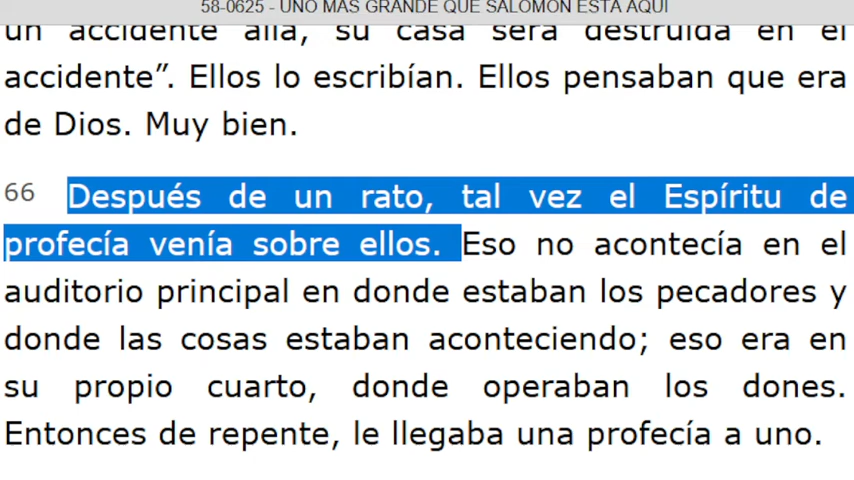 58-0625 - UNO MAS GRANDE QUE SALOMON ESTA AQUI
un accidente allá, su casa será destruida en el
accidente”. Ellos lo escribían. Ellos pensaban que era
de Dios. Muy bien.
66 Después de un rato, tal vez el Espíritu de
profecía venía sobre ellos. Eso no acontecía en el
auditorio principal en donde estaban los pecadores y
donde las cosas estaban aconteciendo; eso era en
su propio cuarto, donde operaban los dones.
Entonces de repente, le llegaba una profecía a uno.